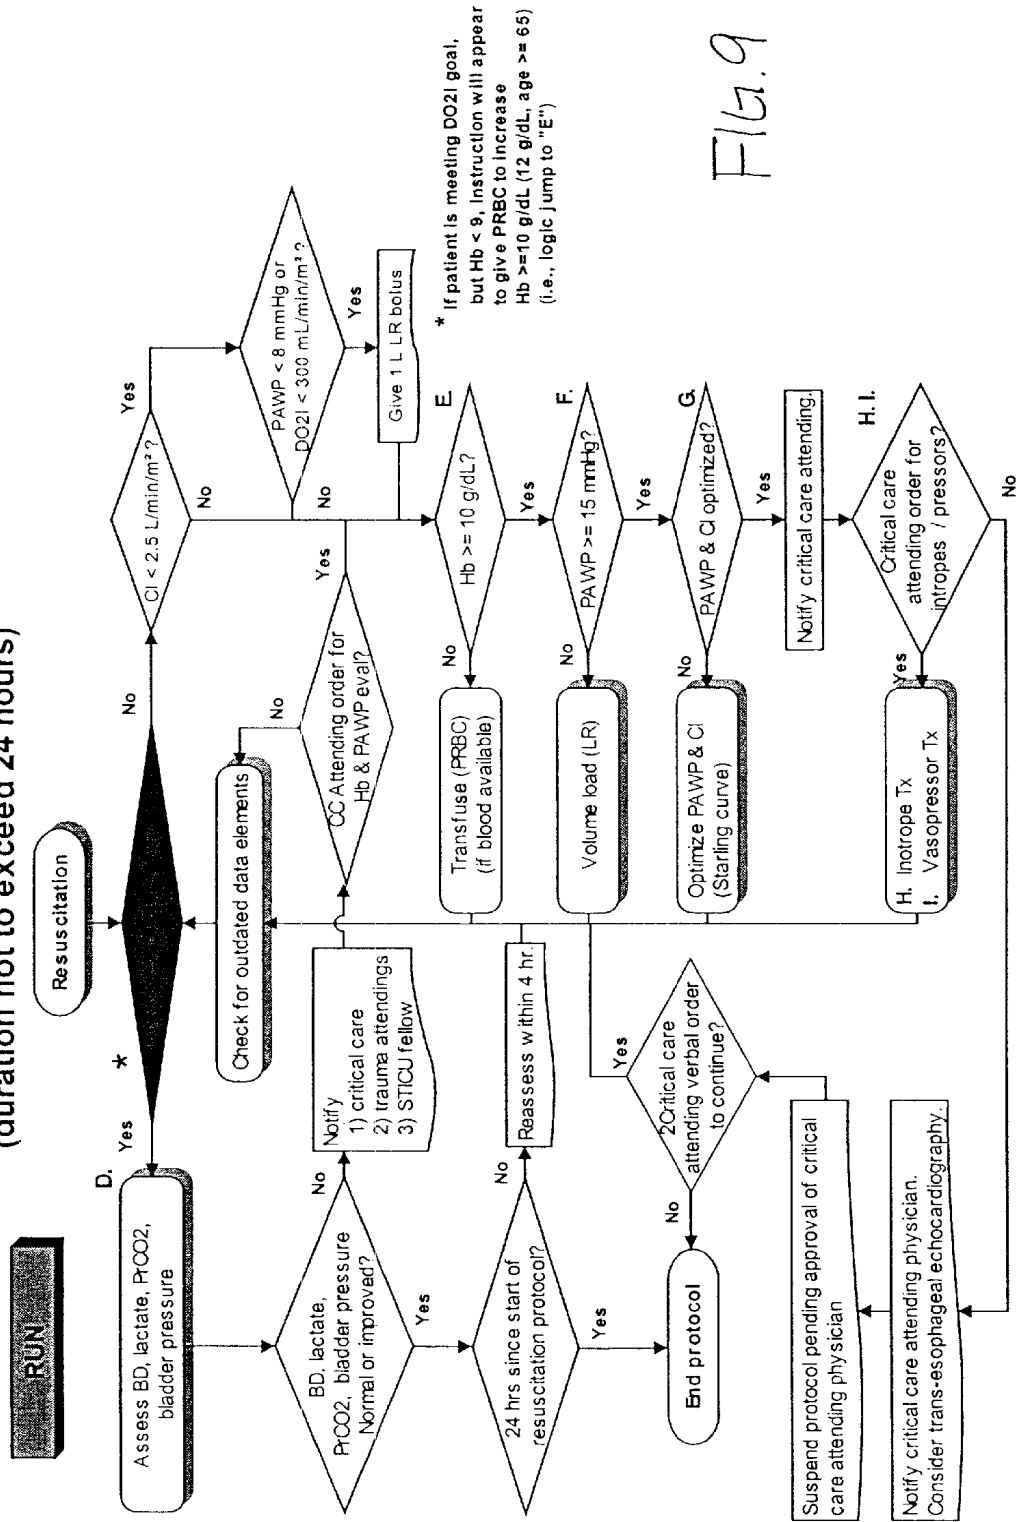 (duration not to exceed 24 hours)
RUN
Resuscitation
*
Yes
No
D.
Assess BD, lactate, PrCO2,
bladder pressure
Check for outdated data elements
CI < 2.5 L/min/m² ?
Yes
No
PAWP < 8 mmHg or
DO2I < 300 mL/min/m² ?
No
Yes
Give 1 L LR bolus
BD, lactate,
PrCO2, bladder pressure
Normal or improved?
No
Yes
Notify
1) critical care
2) trauma attendings
3) STICU fellow
CC Attending order for
Hb & PAWP eval?
No
Yes
* If patient is meeting DO2I goal,
but Hb < 9, Instruction will appear
to give PRBC to increase
Hb >=10 g/dL (12 g/dL, age >= 65)
(i.e., logic jump to "E")
24 hrs since start of
resuscitation protocol?
No
Yes
Reassess within 4 hr.
End protocol
E.
Hb >= 10 g/dL?
No
Yes
Transfuse (PRBC)
(if blood available)
F.
PAWP >= 15 mmHg?
No
Yes
Volume load (LR)
G.
PAWP & CI optimized?
No
Yes
Optimize PAWP & CI
(Starling curve)
2Critical care
attending verbal order
to continue?
Yes
No
Notify critical care attending.
H. I.
Critical care
attending order for
intropes / pressors?
Yes
No
H. Inotrope Tx
I. Vasopressor Tx
Suspend protocol pending approval of critical
care attending physician
Notify critical care attending physician.
Consider trans-esophageal echocardiography.
FIG. 9